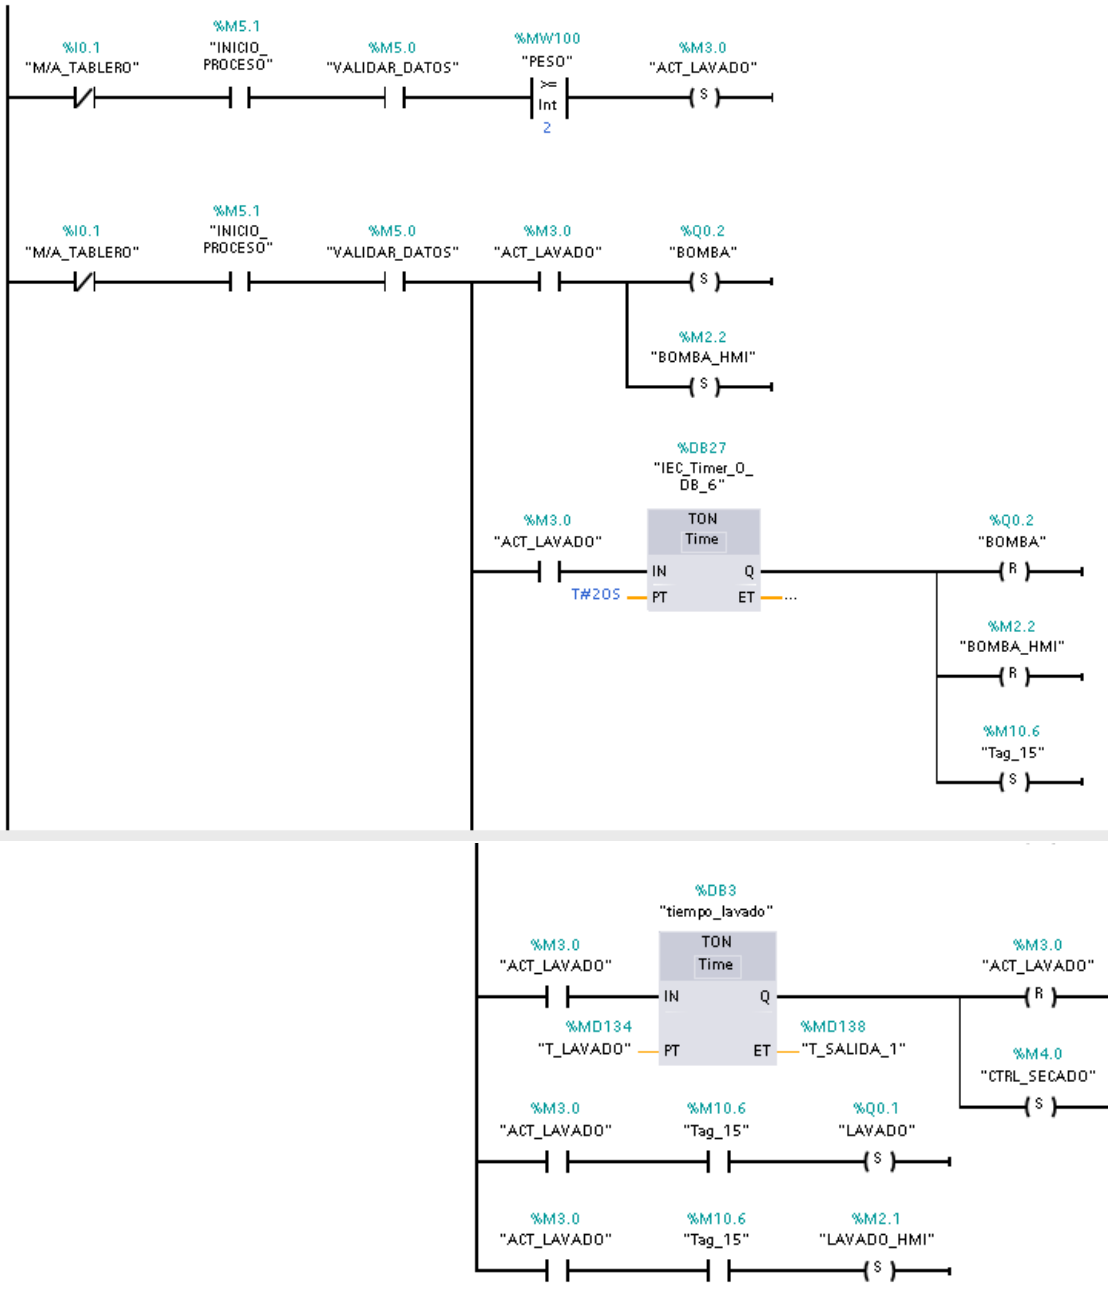 %I0.1
"M/A_TABLERO"
%M5.1
"INICIO_
PROCESO"
%M5.0
"VALIDAR_DATOS"
%MW100
"PESO"
>=
Int
2
%M3.0
"ACT_LAVADO"
S
%I0.1
"M/A_TABLERO"
%M5.1
"INICIO_
PROCESO"
%M5.0
"VALIDAR_DATOS"
%M3.0
"ACT_LAVADO"
%Q0.2
"BOMBA"
S
%M2.2
"BOMBA_HMI"
S
%DB27
"IEC_Timer_0_
DB_6"
%M3.0
"ACT_LAVADO"
TON
Time
IN
Q
T#20S
PT
ET
...
%Q0.2
"BOMBA"
R
%M2.2
"BOMBA_HMI"
R
%M10.6
"Tag_15"
S
%DB3
"tiempo_lavado"
%M3.0
"ACT_LAVADO"
TON
Time
IN
Q
%MD134
"T_LAVADO"
PT
ET
%MD138
"T_SALIDA_1"
%M3.0
"ACT_LAVADO"
R
%M4.0
"CTRL_SECADO"
S
%M3.0
"ACT_LAVADO"
%M10.6
"Tag_15"
%Q0.1
"LAVADO"
S
%M3.0
"ACT_LAVADO"
%M10.6
"Tag_15"
%M2.1
"LAVADO_HMI"
S